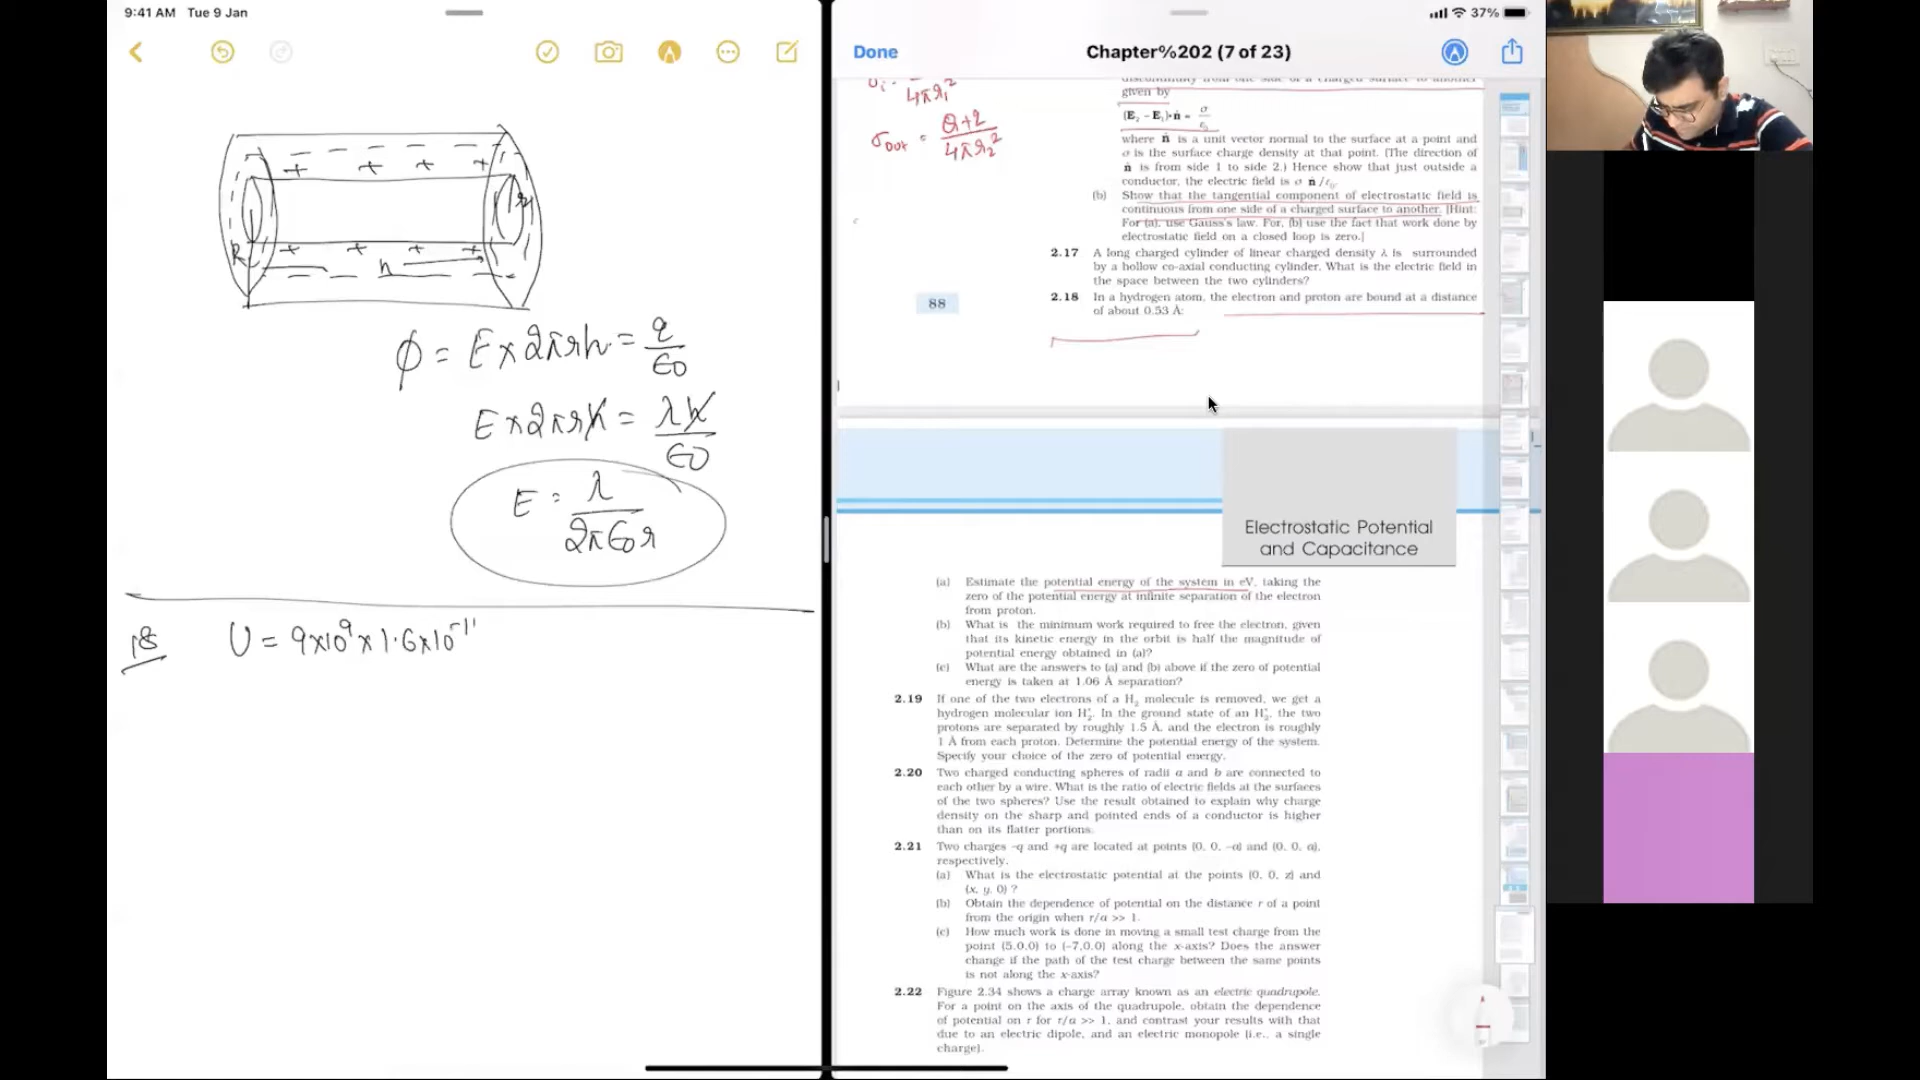 9:41 AM Tue 9 Jan
R
h
r
+ + + +
+ + + +
ϕ = E × 2πrh = q/ε0
E × 2πrh = λh/ε0
E = λ/2πε0r
18 U = 9×10^9 × 1.6×10^-1
37%
Done
Chapter%202 (7 of 23)
4πr1^2
σout = Q+q/4πr2^2
given by
(E2 – E1)·n̂ = σ/ε0
where n̂ is a unit vector normal to the surface at a point and
σ is the surface charge density at that point. (The direction of
n̂ is from side 1 to side 2.) Hence show that just outside a
conductor, the electric field is σ n̂/ε0.
(b) Show that the tangential component of electrostatic field is
continuous from one side of a charged surface to another. [Hint:
For (a), use Gauss's law. For, (b) use the fact that work done by
electrostatic field on a closed loop is zero.]
2.17 A long charged cylinder of linear charged density λ is surrounded
by a hollow co-axial conducting cylinder. What is the electric field in
the space between the two cylinders?
2.18 In a hydrogen atom, the electron and proton are bound at a distance
of about 0.53 Å:
88
Electrostatic Potential
and Capacitance
(a) Estimate the potential energy of the system in eV, taking the
zero of the potential energy at infinite separation of the electron
from proton.
(b) What is the minimum work required to free the electron, given
that its kinetic energy in the orbit is half the magnitude of
potential energy obtained in (a)?
(c) What are the answers to (a) and (b) above if the zero of potential
energy is taken at 1.06 Å separation?
2.19 If one of the two electrons of a H2 molecule is removed, we get a
hydrogen molecular ion H2+. In the ground state of an H2+, the two
protons are separated by roughly 1.5 Å, and the electron is roughly
1 Å from each proton. Determine the potential energy of the system.
Specify your choice of the zero of potential energy.
2.20 Two charged conducting spheres of radii a and b are connected to
each other by a wire. What is the ratio of electric fields at the surfaces
of the two spheres? Use the result obtained to explain why charge
density on the sharp and pointed ends of a conductor is higher
than on its flatter portions.
2.21 Two charges –q and +q are located at points (0, 0, –a) and (0, 0, a),
respectively.
(a) What is the electrostatic potential at the points (0, 0, z) and
(x, y, 0) ?
(b) Obtain the dependence of potential on the distance r of a point
from the origin when r/a >> 1.
(c) How much work is done in moving a small test charge from the
point (5,0,0) to (–7,0,0) along the x-axis? Does the answer
change if the path of the test charge between the same points
is not along the x-axis?
2.22 Figure 2.34 shows a charge array known as an electric quadrupole.
For a point on the axis of the quadrupole, obtain the dependence
of potential on r for r/a >> 1, and contrast your results with that
due to an electric dipole, and an electric monopole (i.e., a single
charge).